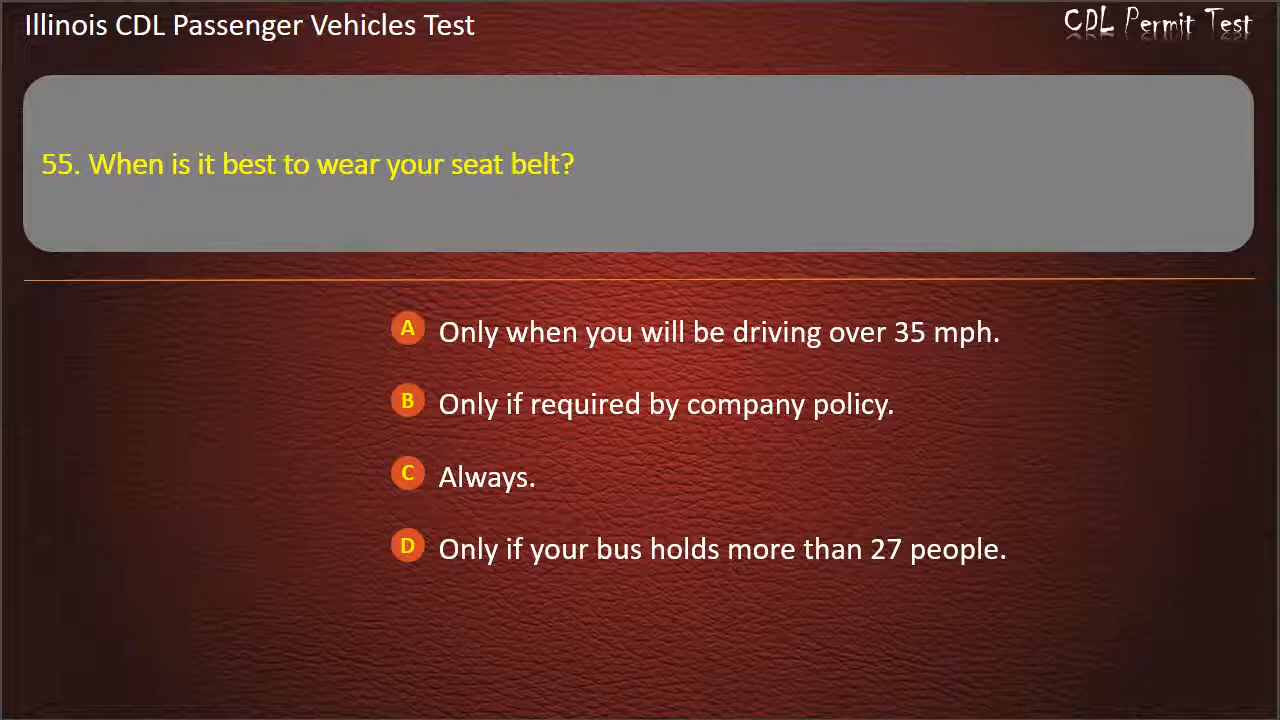 Illinois CDL Passenger Vehicles Test
CDL Permit Test
55. When is it best to wear your seat belt?
A Only when you will be driving over 35 mph.
B Only if required by company policy.
C Always.
D Only if your bus holds more than 27 people.